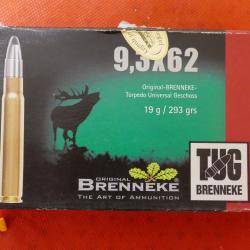 9,3X62
Original-BRENNEKE-
Torpedo Universal Geschoss
19 g / 293 grs
TUG
BRENNEKE
ORIGINAL
BRENNEKE
THE ART OF AMMUNITION